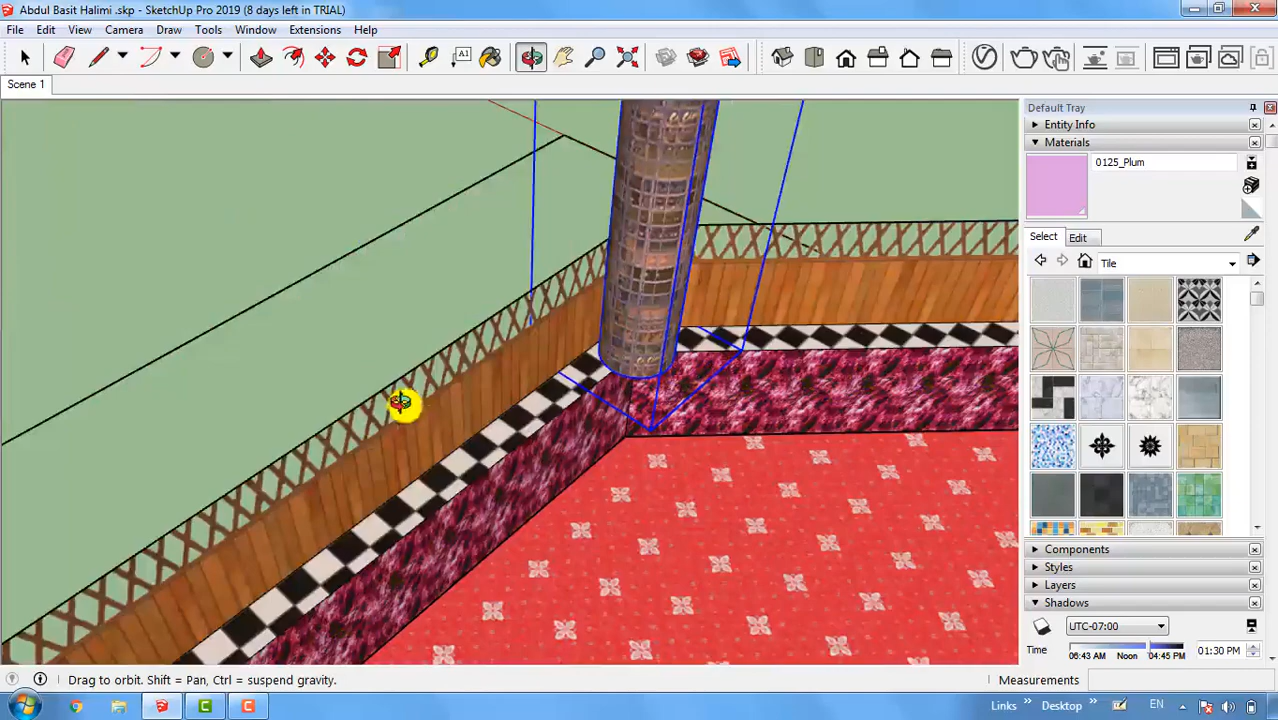 Abdul Basit Halimi .skp - SketchUp Pro 2019 (8 days left in TRIAL)
File Edit View Camera Draw Tools Window Extensions Help
A1
Scene 1
Default Tray
Entity Info
Materials
0125_Plum
Select Edit
Tile
Components
Styles
Layers
Shadows
UTC-07:00
Time 06:43 AM Noon 04:45 PM 01:30 PM
Drag to orbit. Shift = Pan, Ctrl = suspend gravity.
Measurements
Links » Desktop » EN